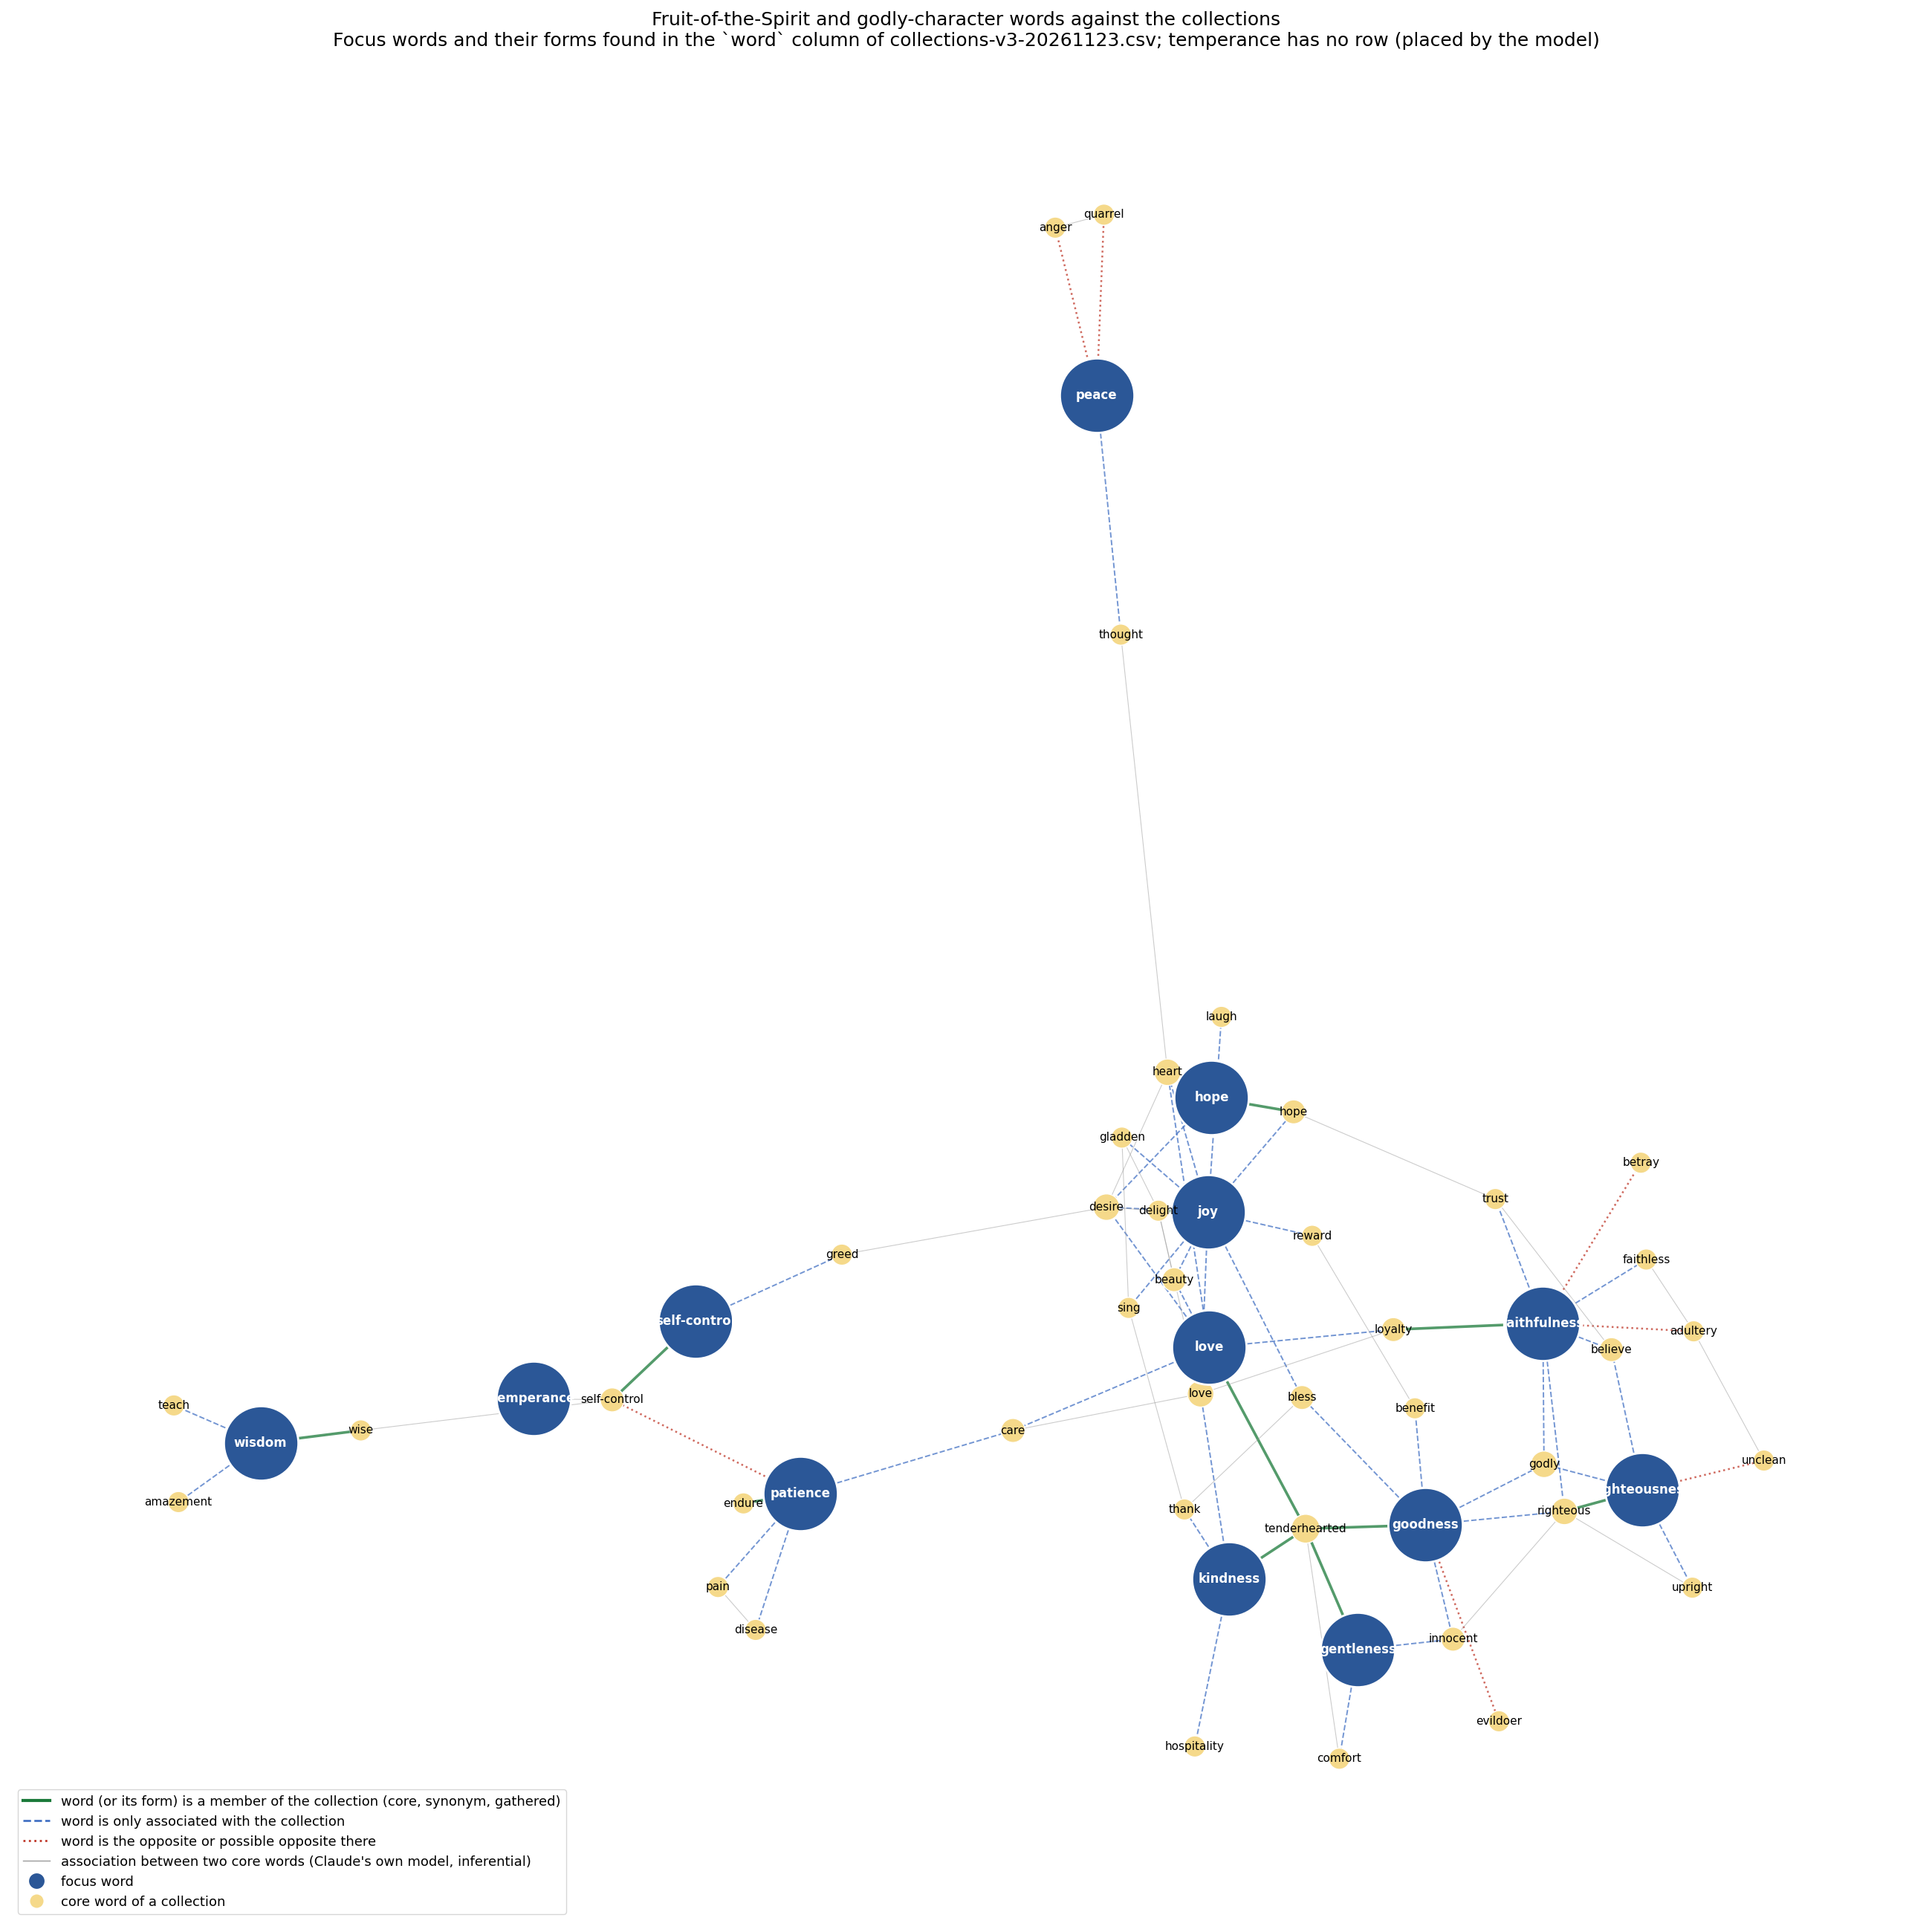 Fruit-of-the-Spirit and godly-character words against the collections
Focus words and their forms found in the `word` column of collections-v3-20261123.csv; temperance has no row (placed by the model)
quarrel
anger
peace
thought
laugh
heart
hope
hope
gladden
betray
trust
desire
delight
joy
reward
greed
faithless
beauty
sing
self-contro
aithfulness
loyalty
adultery
love
believe
love
bless
emperance
self-control
teach
benefit
wise
care
wisdom
unclean
godly
ghteousnes
patience
amazement
endure
thank
righteous
goodness
tenderhearted
kindness
pain
upright
disease
innocent
gentleness
evildoer
hospitality
comfort
word (or its form) is a member of the collection (core, synonym, gathered)
word is only associated with the collection
word is the opposite or possible opposite there
association between two core words (Claude's own model, inferential)
focus word
core word of a collection